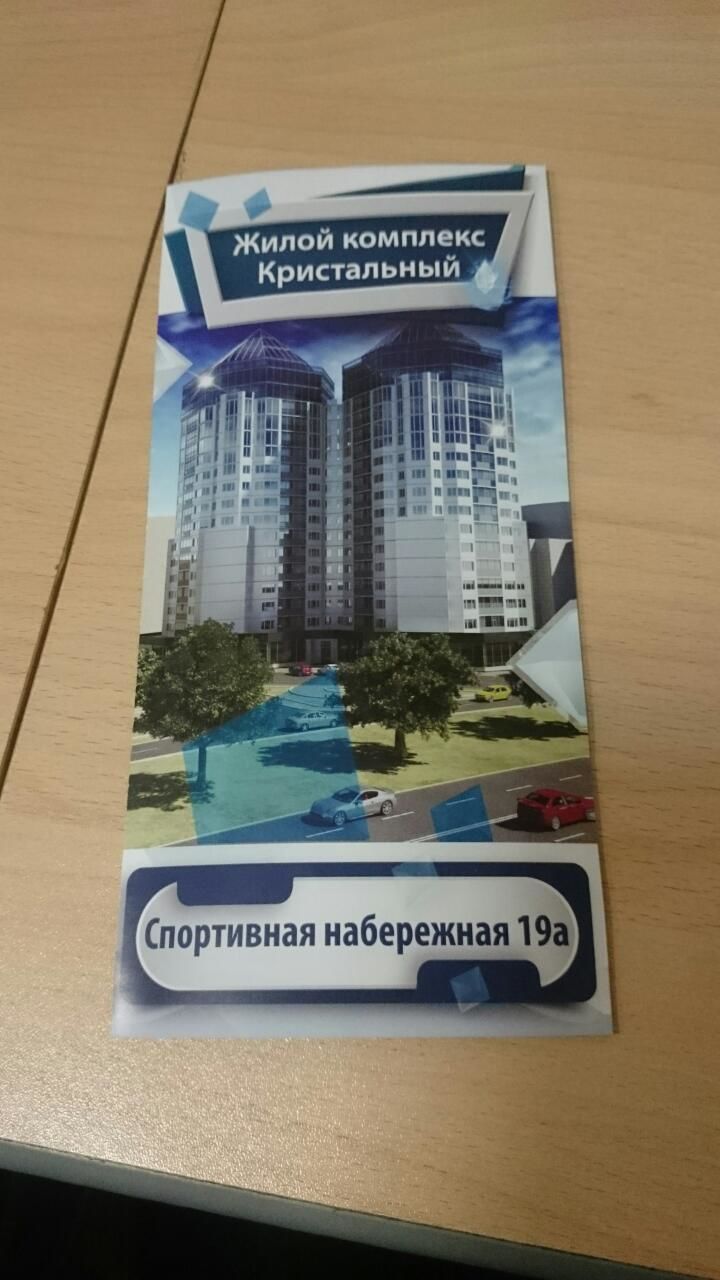 Жилой комплекс
Кристальный
Спортивная набережная 19а